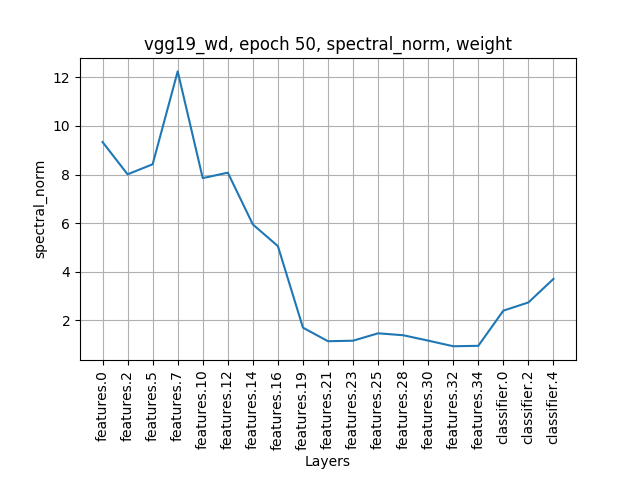 vgg19_wd, epoch 50, spectral_norm, weight
12
10
8
6
4
2
spectral_norm
features.0
features.2
features.5
features.7
features.10
features.12
features.14
features.16
features.19
features.21
features.23
features.25
features.28
features.30
features.32
features.34
classifier.0
classifier.2
classifier.4
Layers